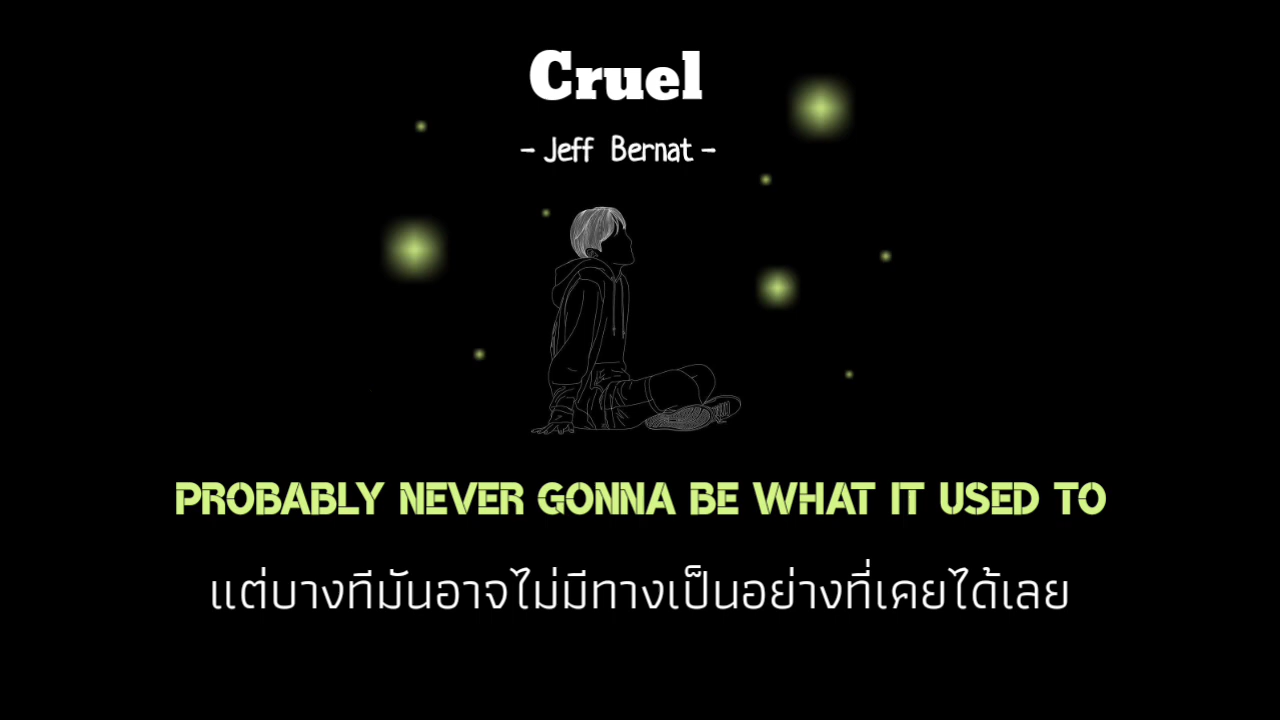 Cruel
- Jeff Bernat -
PROBABLY NEVER GONNA BE WHAT IT USED TO
แต่บางทีมันอาจไม่มีทางเป็นอย่างที่เคยได้เลย